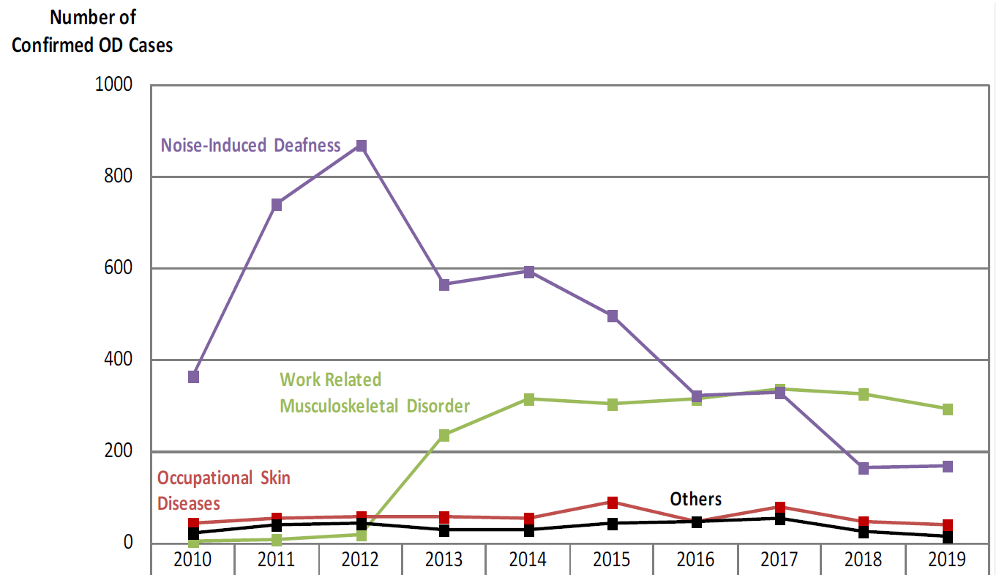 Number of
Confirmed OD Cases
1000
Noise-Induced Deafness
800
600
400
Work Related
Musculoskeletal Disorder
200
Occupational Skin
Diseases
Others
0
2010 2011 2012 2013 2014 2015 2016 2017 2018 2019